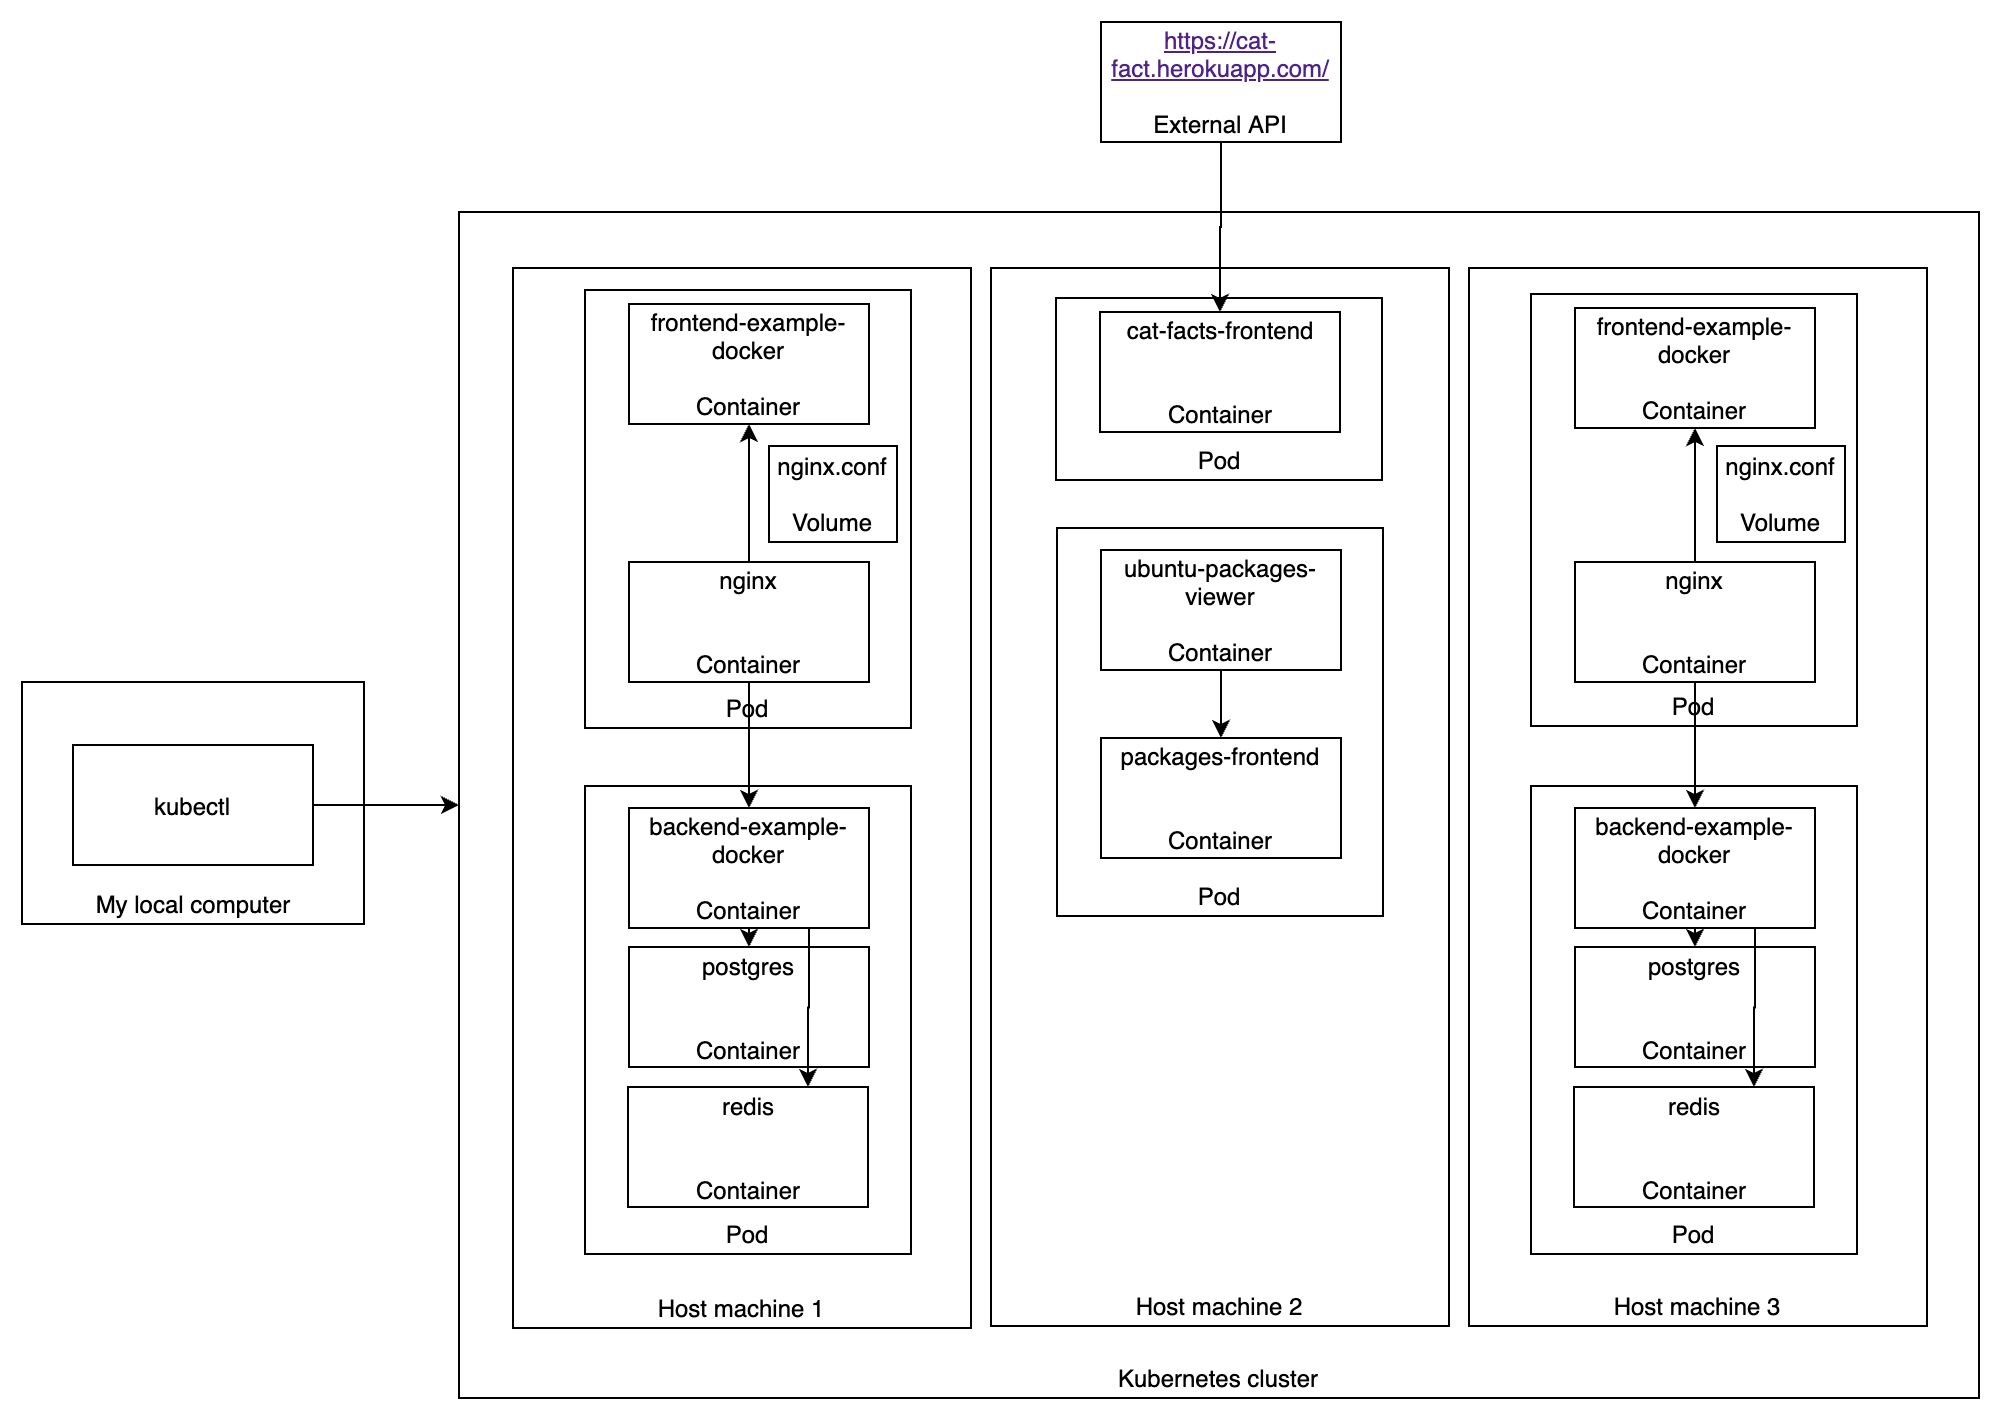 https://cat-
fact.herokuapp.com/
External API
frontend-example-
docker
Container
nginx.conf
Volume
nginx
Container
Pod
backend-example-
docker
Container
postgres
Container
redis
Container
Pod
Host machine 1
cat-facts-frontend
Container
Pod
ubuntu-packages-
viewer
Container
packages-frontend
Container
Pod
Host machine 2
frontend-example-
docker
Container
nginx.conf
Volume
nginx
Container
Pod
backend-example-
docker
Container
postgres
Container
redis
Container
Pod
Host machine 3
kubectl
My local computer
Kubernetes cluster